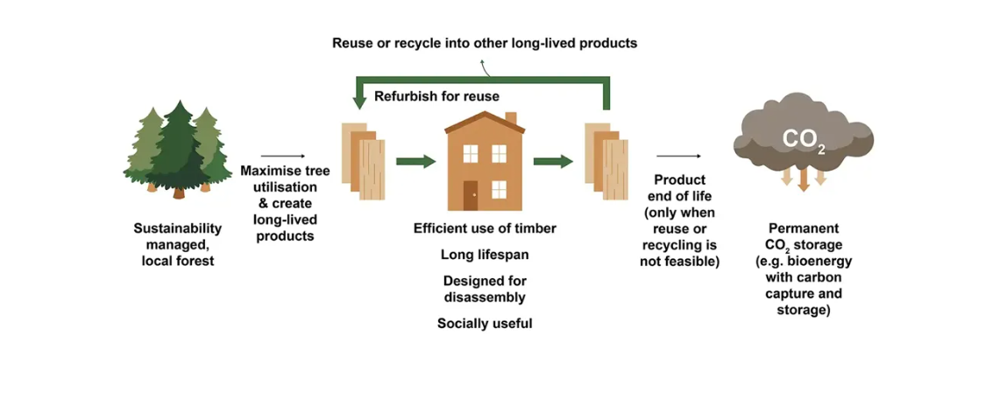 Reuse or recycle into other long-lived products
Refurbish for reuse
Maximise tree
utilisation
& create
long-lived
products
Sustainability
managed,
local forest
Efficient use of timber
Long lifespan
Designed for
disassembly
Socially useful
Product
end of life
(only when
reuse or
recycling is
not feasible)
CO₂
Permanent
CO₂ storage
(e.g. bioenergy
with carbon
capture and
storage)